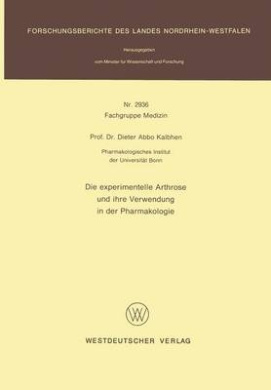 FORSCHUNGSBERICHTE DES LANDES NORDRHEIN-WESTFALEN
Herausgegeben
vom Minister für Wissenschaft und Forschung
Nr. 2936
Fachgruppe Medizin
Prof. Dr. Dieter Abbo Kalbhen
Pharmakologisches Institut
der Universität Bonn
Die experimentelle Arthrose
und ihre Verwendung
in der Pharmakologie
WESTDEUTSCHER VERLAG